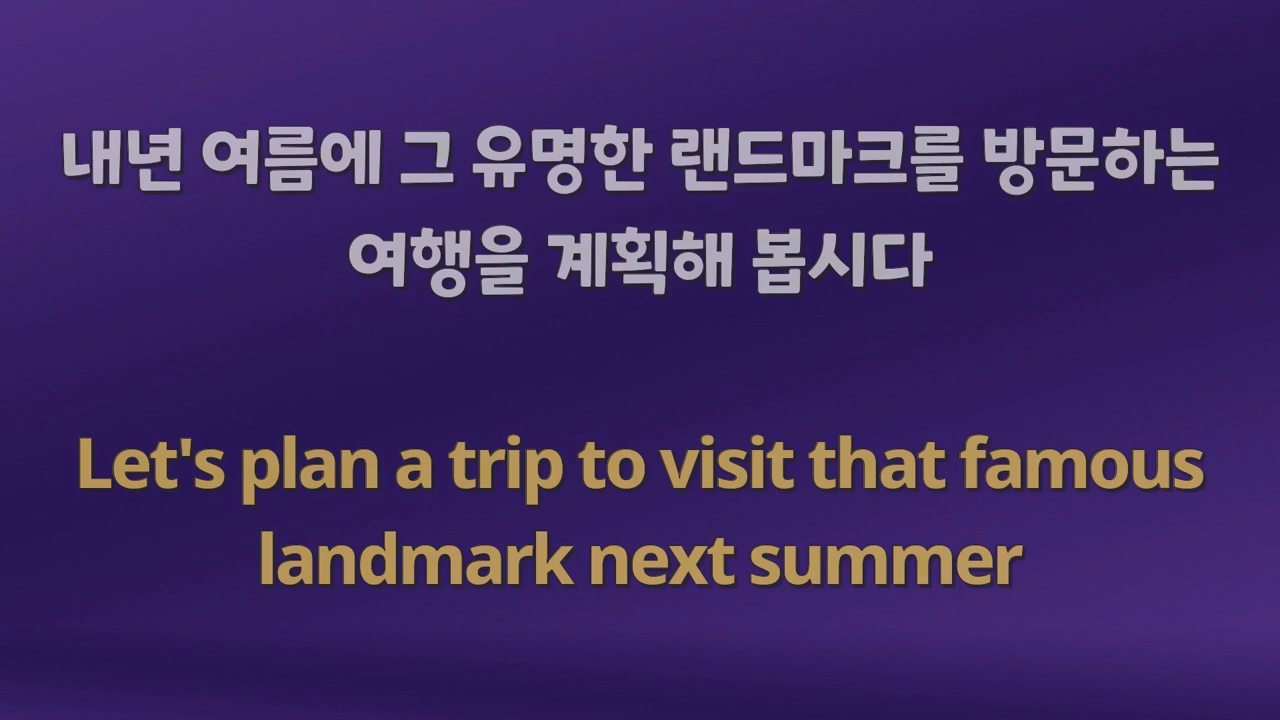 내년 여름에 그 유명한 랜드마크를 방문하는
여행을 계획해 봅시다
Let's plan a trip to visit that famous
landmark next summer